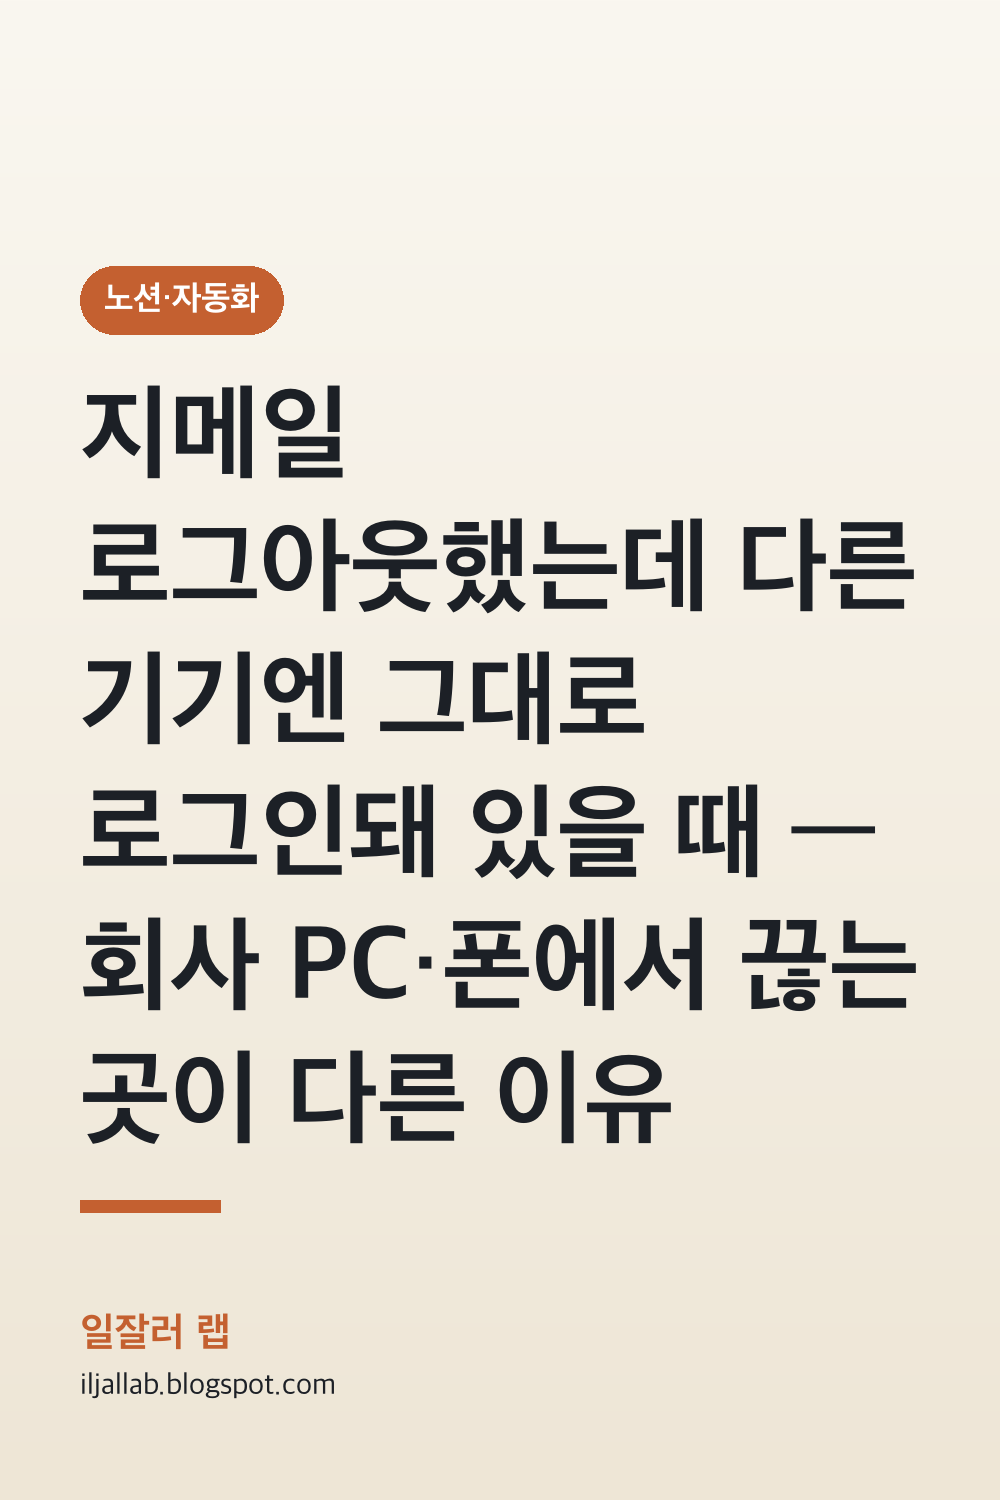 노션·자동화
지메일
로그아웃했는데 다른
기기엔 그대로
로그인돼 있을 때 —
회사 PC·폰에서 끊는
곳이 다른 이유
일잘러 랩
iljallab.blogspot.com